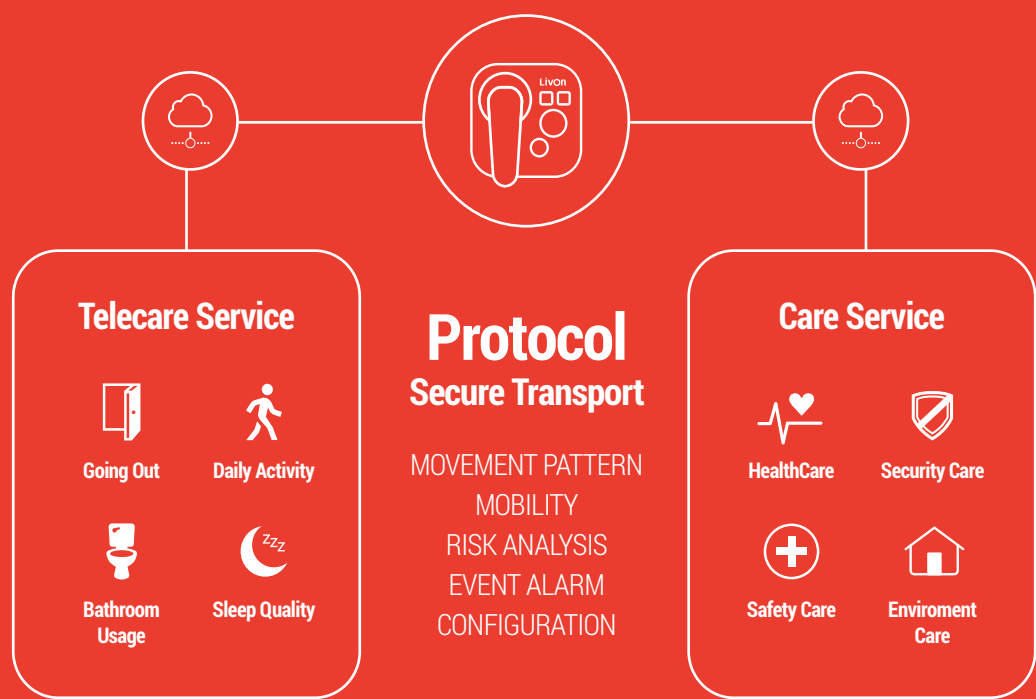 Livon
Telecare Service
Going Out
Daily Activity
Bathroom
Usage
zzz
Sleep Quality
Protocol
Secure Transport
MOVEMENT PATTERN
MOBILITY
RISK ANALYSIS
EVENT ALARM
CONFIGURATION
Care Service
HealthCare
Security Care
Safety Care
Enviroment
Care